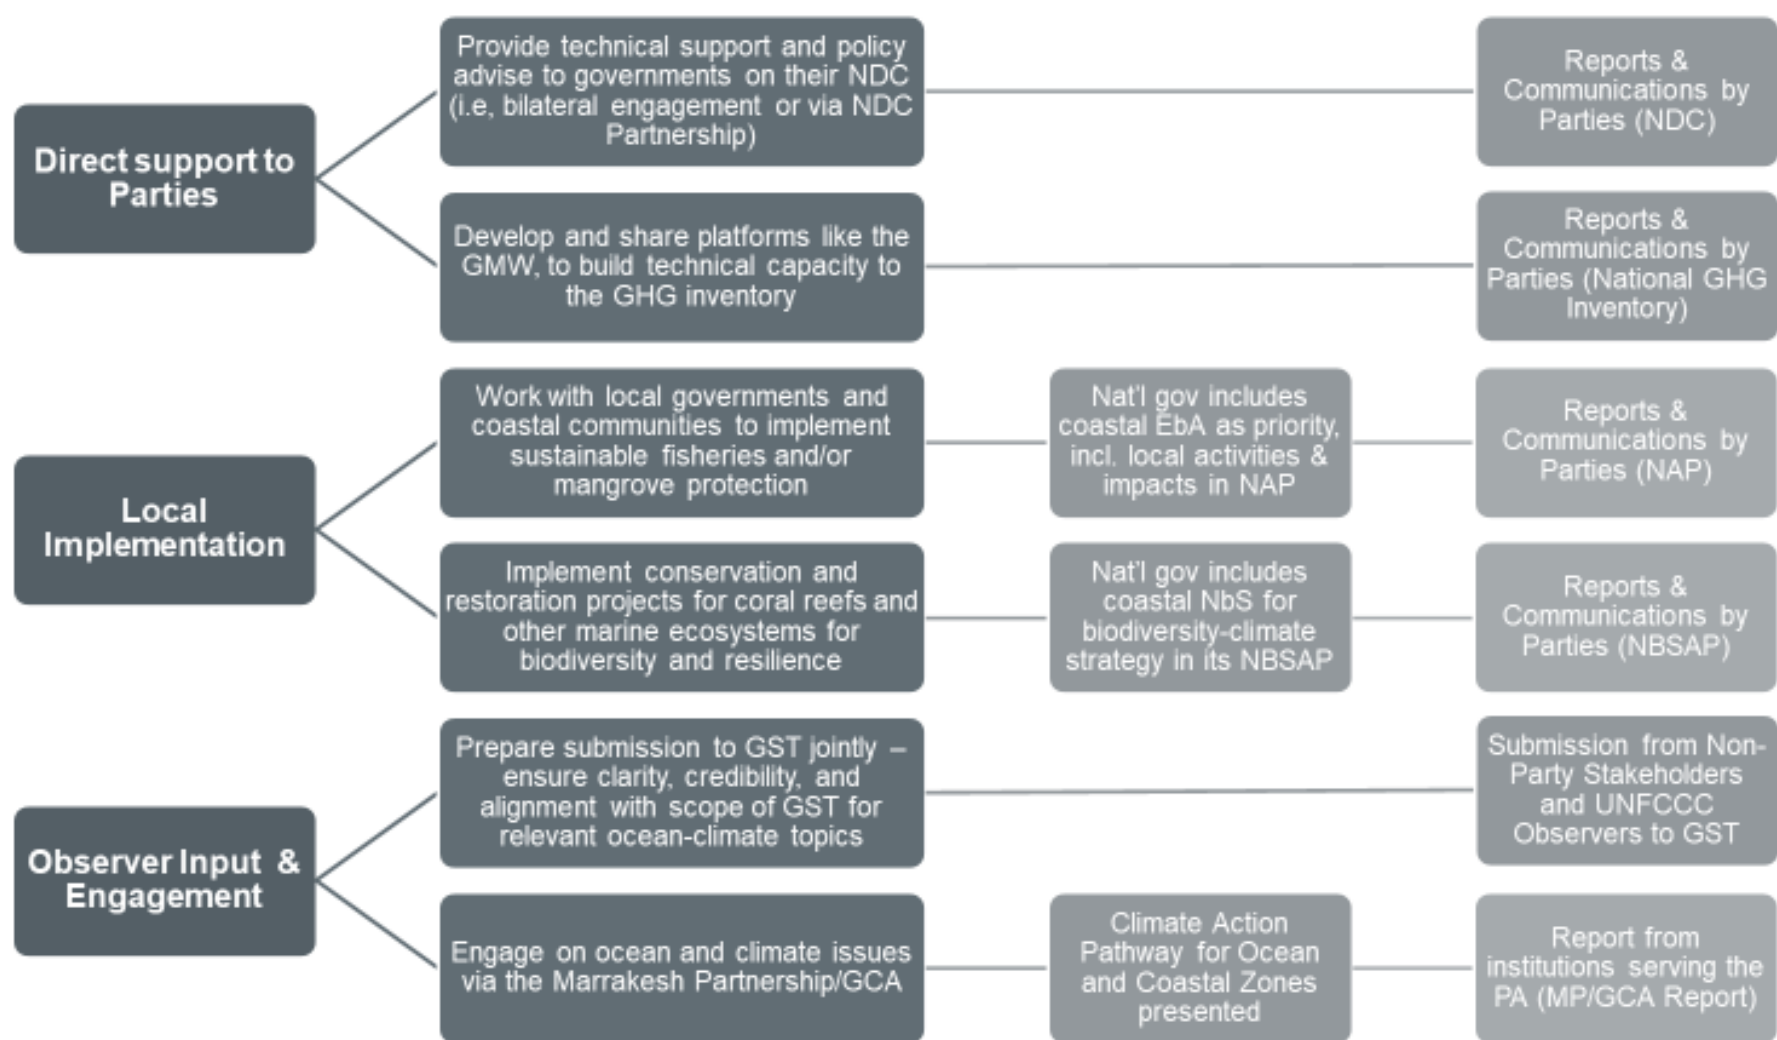 Direct support to
Parties
Provide technical support and policy
advise to governments on their NDC
(i.e, bilateral engagement or via NDC
Partnership)
Reports &
Communications by
Parties (NDC)
Develop and share platforms like the
GMW, to build technical capacity to
the GHG inventory
Reports &
Communications by
Parties (National GHG
Inventory)
Local
Implementation
Work with local governments and
coastal communities to implement
sustainable fisheries and/or
mangrove protection
Nat'l gov includes
coastal EbA as priority,
incl. local activities &
impacts in NAP
Reports &
Communications by
Parties (NAP)
Implement conservation and
restoration projects for coral reefs and
other marine ecosystems for
biodiversity and resilience
Nat'l gov includes
coastal NbS for
biodiversity-climate
strategy in its NBSAP
Reports &
Communications by
Parties (NBSAP)
Observer Input &
Engagement
Prepare submission to GST jointly –
ensure clarity, credibility, and
alignment with scope of GST for
relevant ocean-climate topics
Submission from Non-
Party Stakeholders
and UNFCCC
Observers to GST
Engage on ocean and climate issues
via the Marrakesh Partnership/GCA
Climate Action
Pathway for Ocean
and Coastal Zones
presented
Report from
institutions serving the
PA (MP/GCA Report)